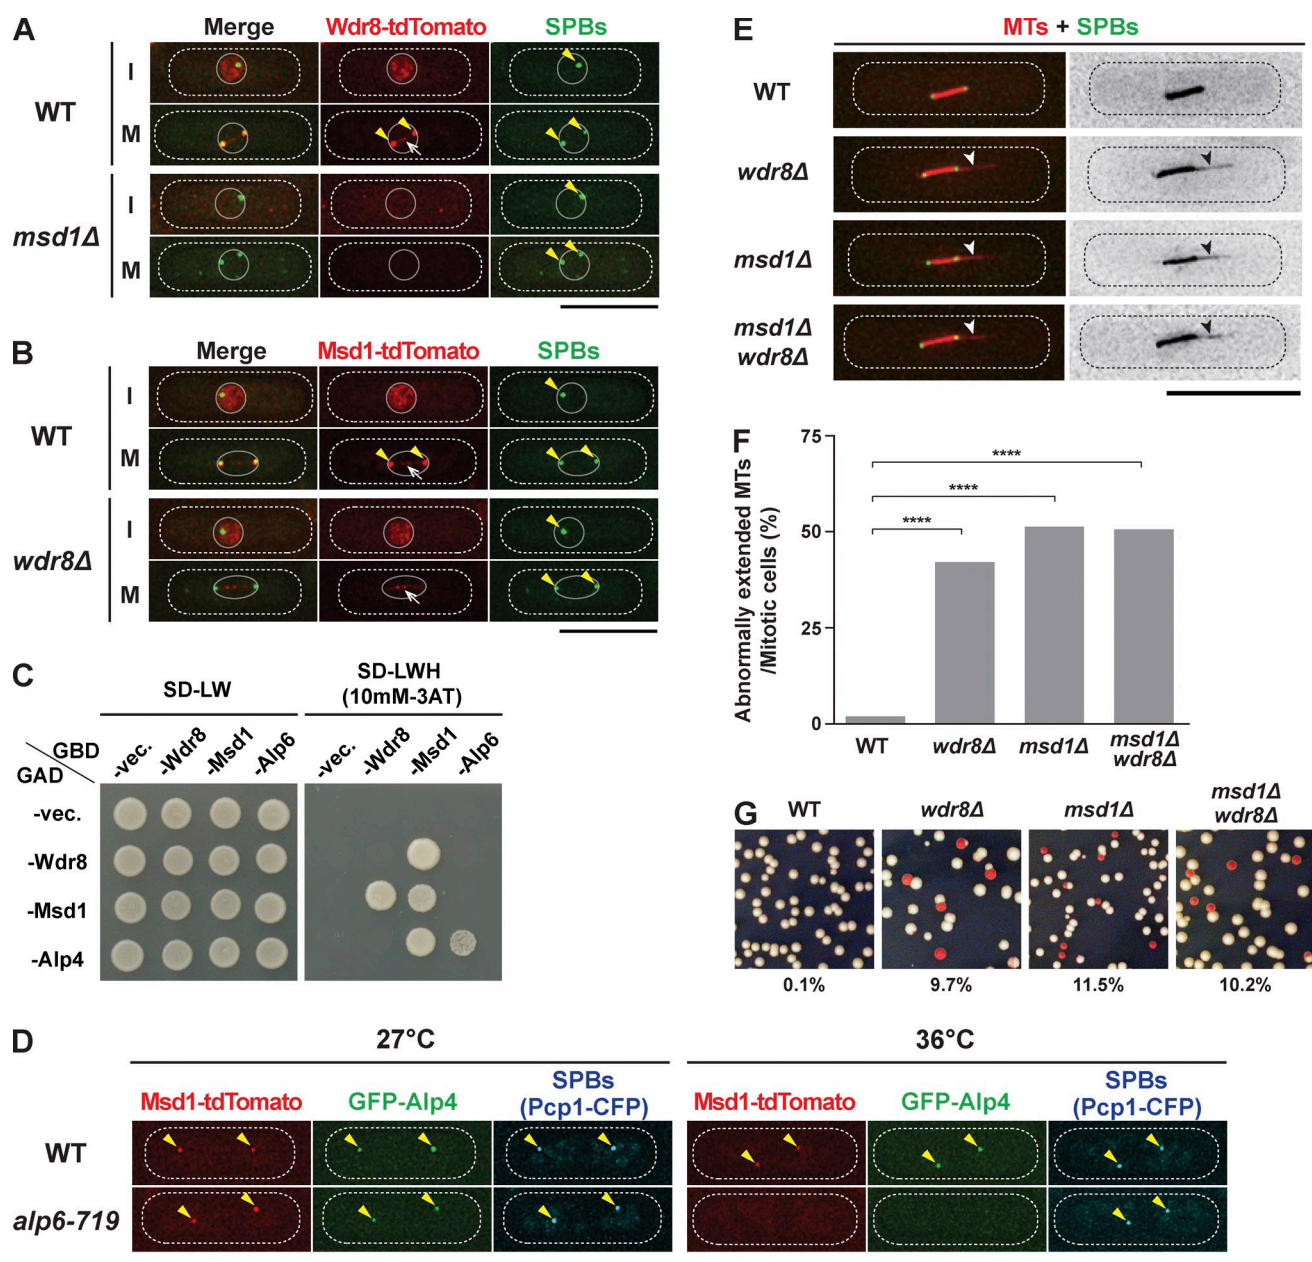 A
Merge
Wdr8-tdTomato
SPBs
WT
I
M
msd1Δ
I
M
B
Merge
Msd1-tdTomato
SPBs
WT
I
M
wdr8Δ
I
M
C
SD-LW
SD-LWH
(10mM-3AT)
GBD
GAD
-vec.
-Wdr8
-Msd1
-Alp6
-vec.
-Wdr8
-Msd1
-Alp6
-vec.
-Wdr8
-Msd1
-Alp4
D
27°C
36°C
Msd1-tdTomato
GFP-Alp4
SPBs
(Pcp1-CFP)
Msd1-tdTomato
GFP-Alp4
SPBs
(Pcp1-CFP)
WT
alp6-719
E
MTs + SPBs
WT
wdr8Δ
msd1Δ
msd1Δ
wdr8Δ
F
Abnormally extended MTs
/Mitotic cells (%)
75
50
25
0
****
****
****
WT
wdr8Δ
msd1Δ
msd1Δ
wdr8Δ
G
WT
wdr8Δ
msd1Δ
msd1Δ
wdr8Δ
0.1%
9.7%
11.5%
10.2%